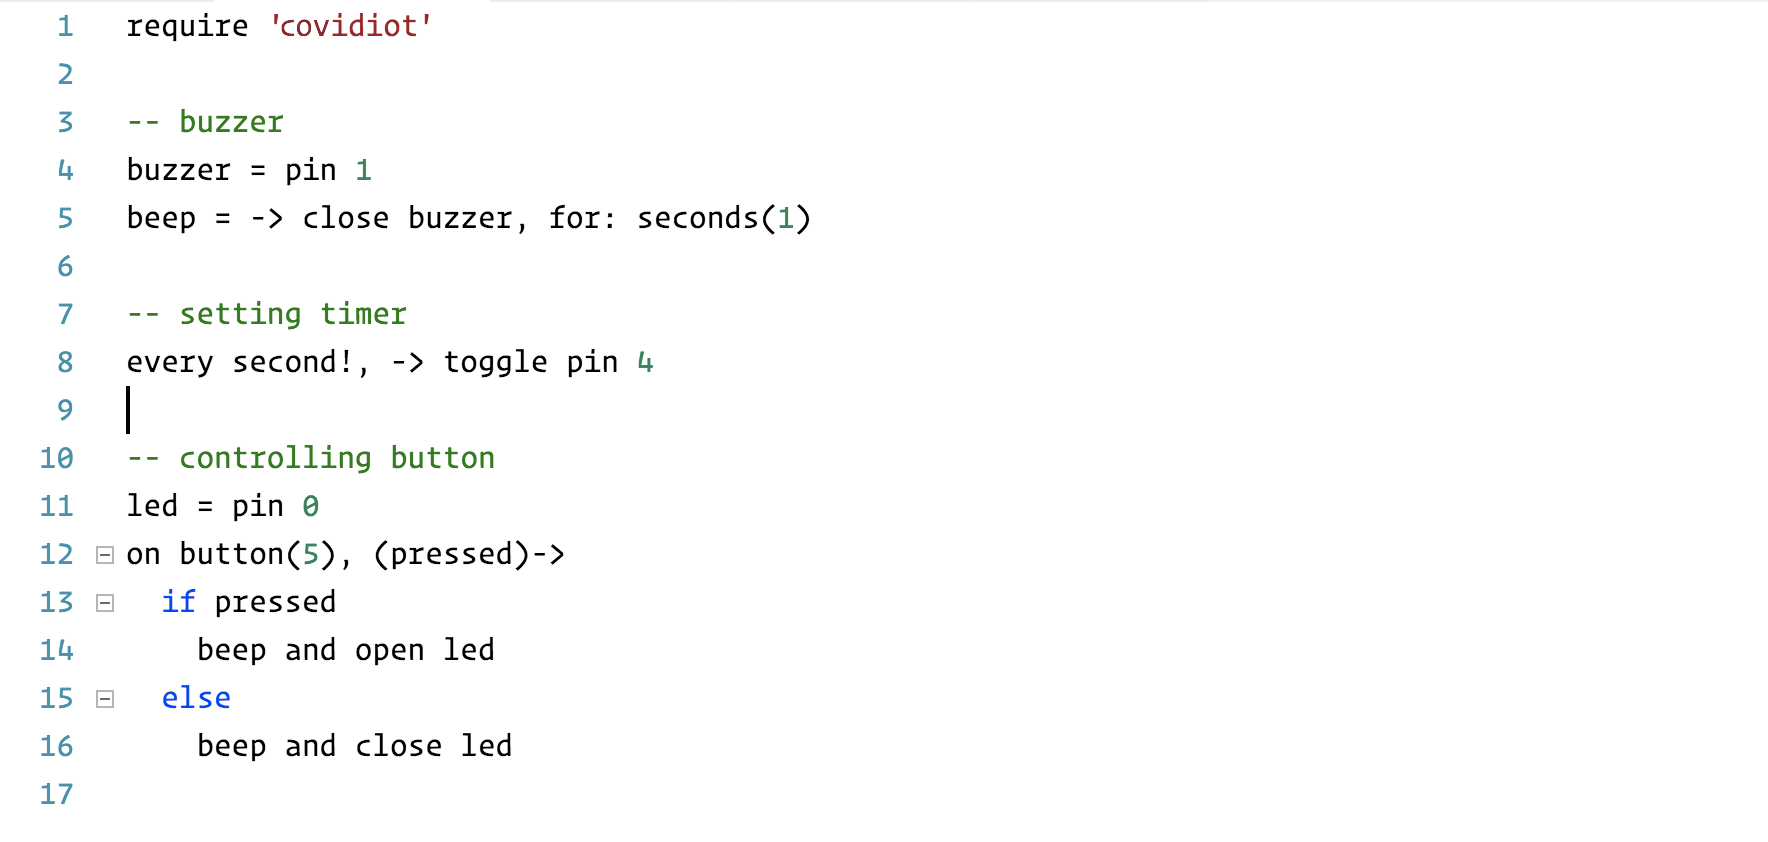 1 require 'covidiot'
2
3 -- buzzer
4 buzzer = pin 1
5 beep = -> close buzzer, for: seconds(1)
6
7 -- setting timer
8 every second!, -> toggle pin 4
9
10 -- controlling button
11 led = pin 0
12 on button(5), (pressed)->
13   if pressed
14     beep and open led
15   else
16     beep and close led
17